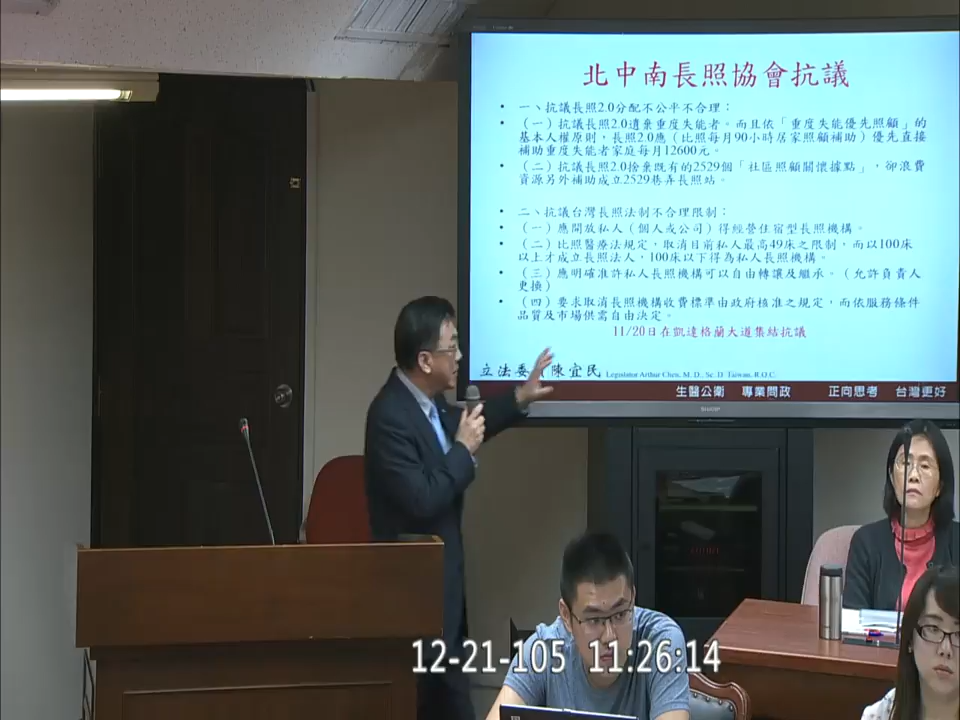 北中南長照協會抗議
• 一、抗議長照2.0分配不公平不合理：
• （一）抗議長照2.0遺棄重度失能者。而且依「重度失能優先照顧」的
基本人權原則，長照2.0應（比照每月90小時居家照顧補助）優先直接
補助重度失能者家庭每月12600元。
• （二）抗議長照2.0捨棄既有的2529個「社區照顧關懷據點」，卻浪費
資源另外補助成立2529巷弄長照站。
• 二、抗議台灣長照法制不合理限制：
• （一）應開放私人（個人或公司）得經營住宿型長照機構。
• （二）比照醫療法規定，取消目前私人最高49床之限制，而以100床
以上才成立長照法人，100床以下得為私人長照機構。
• （三）應明確准許私人長照機構可以自由轉讓及繼承。（允許負責人
更換）
• （四）要求取消長照機構收費標準由政府核准之規定，而依服務條件
品質及市場供需自由決定。
11/20日在凱達格蘭大道集結抗議
立法委 陳宜民 Legislator Arthur Chen, M. D., Sc. D. Taiwan, R.O.C.
生醫公衛 專業問政 正向思考 台灣更好
SHARP
12-21-105 11:26:14